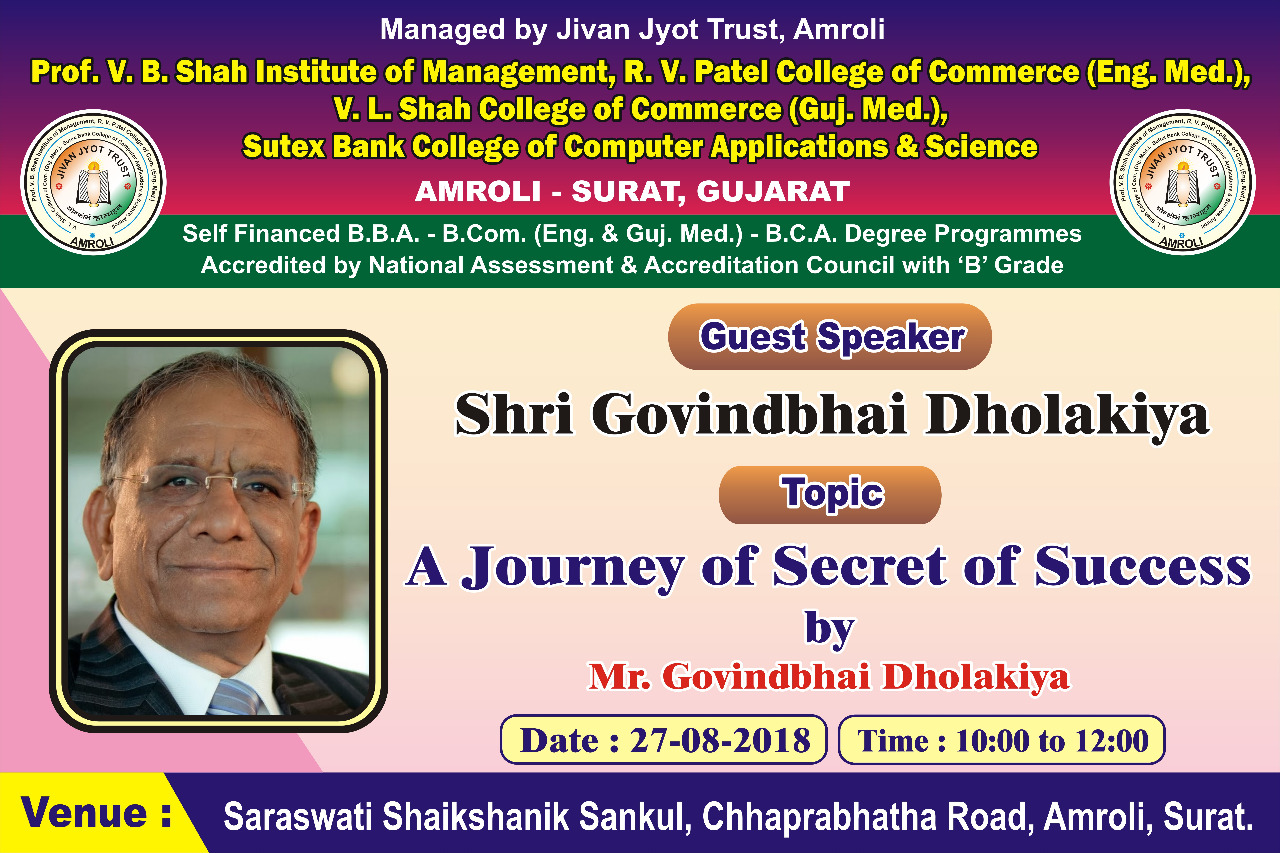 Managed by Jivan Jyot Trust, Amroli
Prof. V. B. Shah Institute of Management, R. V. Patel College of Commerce (Eng. Med.),
V. L. Shah College of Commerce (Guj. Med.),
Sutex Bank College of Computer Applications & Science
AMROLI - SURAT, GUJARAT
JIVAN JYOT TRUST
AMROLI
JIVAN JYOT TRUST
AMROLI
Self Financed B.B.A. - B.Com. (Eng. & Guj. Med.) - B.C.A. Degree Programmes
Accredited by National Assessment & Accreditation Council with ‘B’ Grade
Guest Speaker
Shri Govindbhai Dholakiya
Topic
A Journey of Secret of Success
by
Mr. Govindbhai Dholakiya
Date : 27-08-2018
Time : 10:00 to 12:00
Venue :
Saraswati Shaikshanik Sankul, Chhaprabhatha Road, Amroli, Surat.